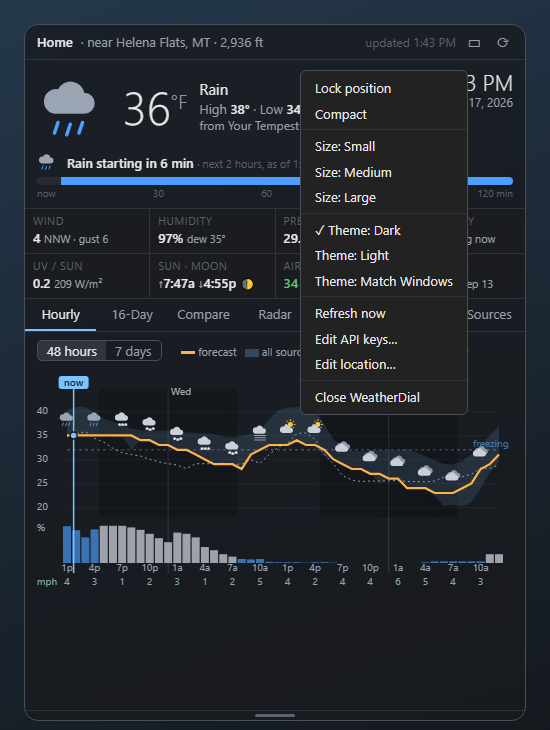 Home · near Helena Flats, MT · 2,936 ft
updated 1:43 PM
36°F
Rain
High 38° · Low 34
from Your Tempest
3 PM
17, 2026
Rain starting in 6 min · next 2 hours, as of 1:
now 30 60 120 min
WIND
4 NNW · gust 6
HUMIDITY
97% dew 35°
PRE
29.
g now
UV / SUN
0.2 209 W/m²
SUN · MOON
↑7:47a ↓4:55p
AIR
34
ep 13
Hourly 16-Day Compare Radar Sources
48 hours 7 days
forecast all sour
now
Wed
40
35
30
25
20
freezing
%
1p 4p 7p 10p 1a 4a 7a 10a 1p 4p 7p 10p 1a 4a 7a 10a
mph 4 3 1 2 3 1 2 5 4 2 4 4 6 5 4 3
Lock position
Compact
Size: Small
Size: Medium
Size: Large
✓ Theme: Dark
Theme: Light
Theme: Match Windows
Refresh now
Edit API keys...
Edit location...
Close WeatherDial